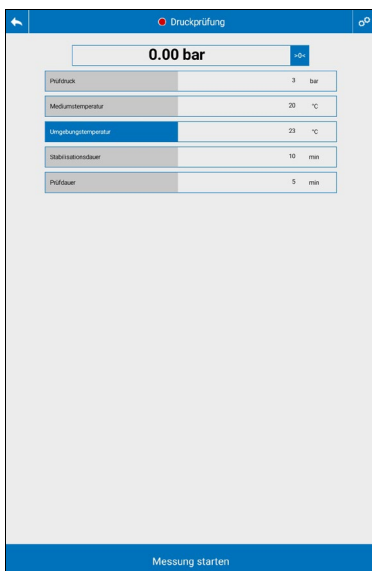 Druckprüfung
0.00 bar >0<
Prüfdruck 3 bar
Mediumstemperatur 20 °C
Umgebungstemperatur 23 °C
Stabilisationsdauer 10 min
Prüfdauer 5 min
Messung starten